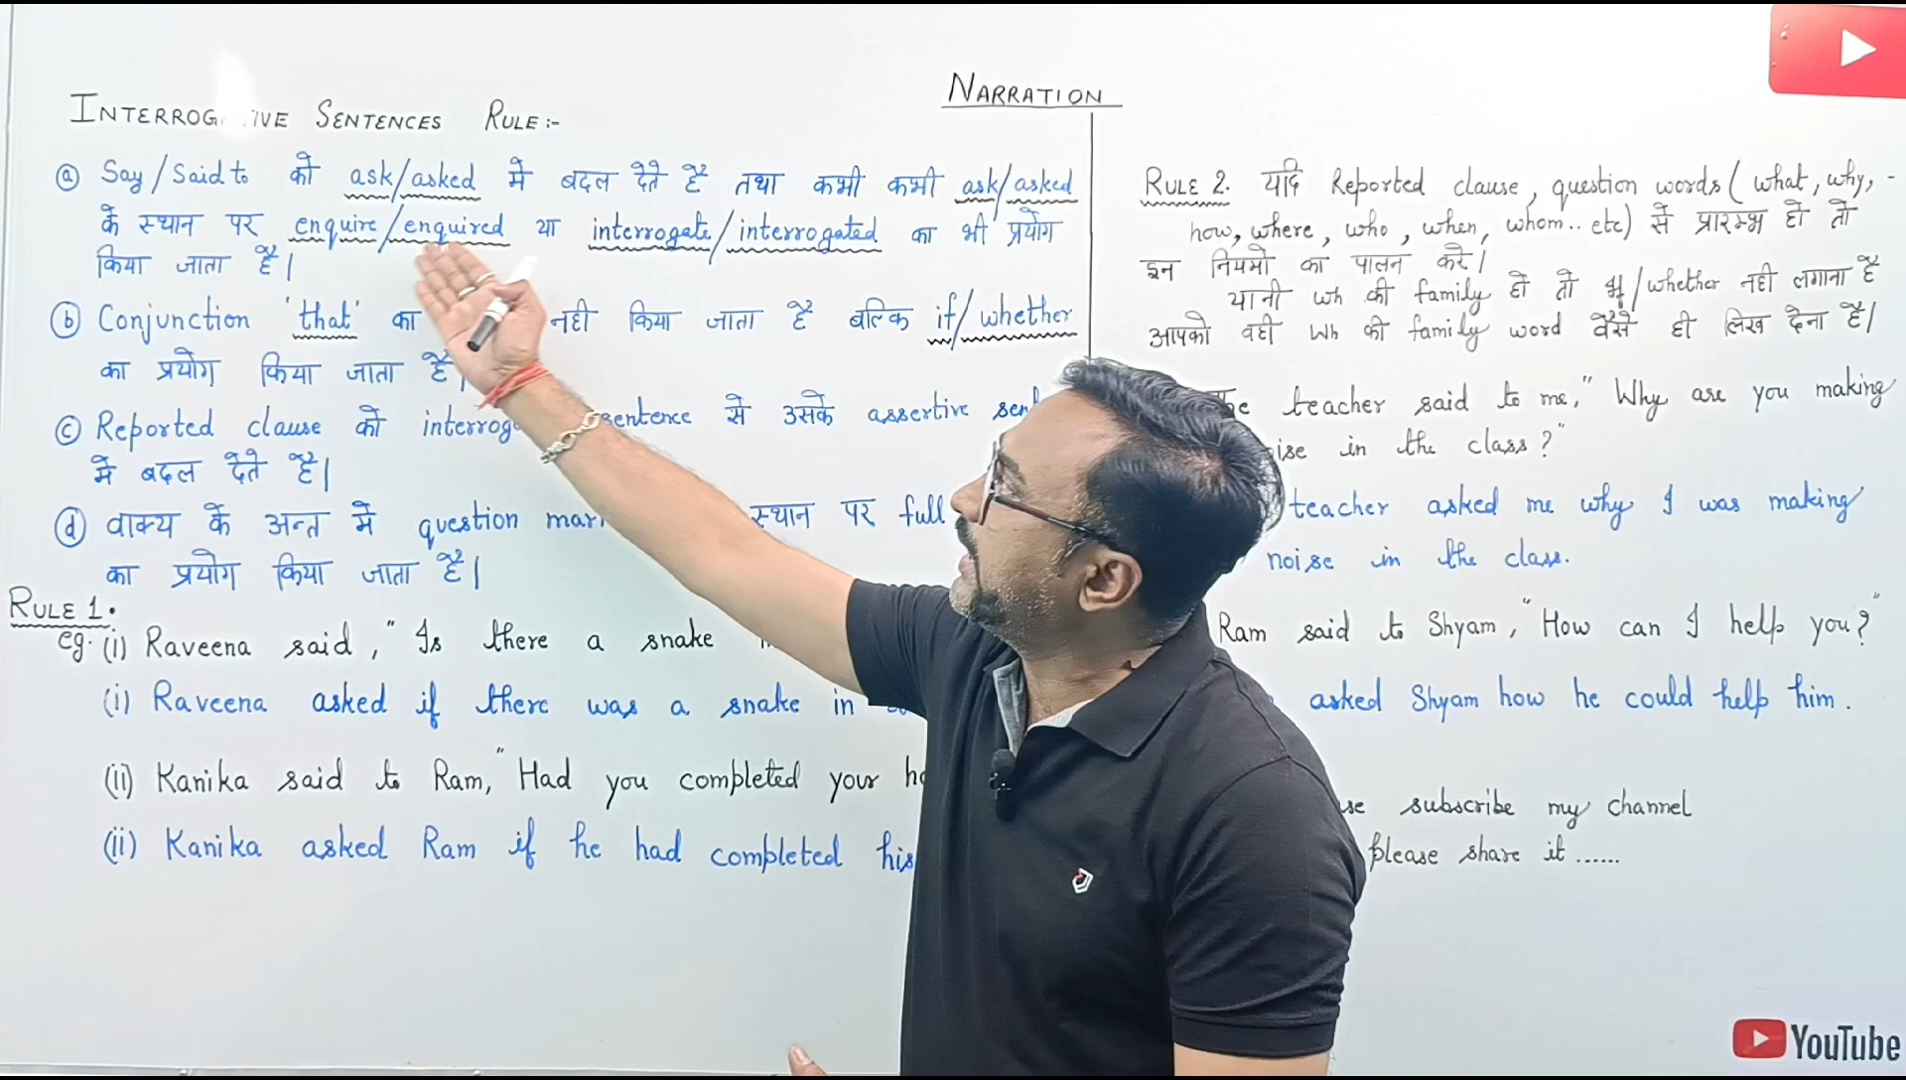 NARRATION
INTERROG IVE SENTENCES RULE:-
ⓐ Say/Said to को ask/asked में बदल देते है तथा कभी कभी ask/asked
के स्थान पर enquire/enquired या interrogate/interrogated का भी प्रयोग
किया जाता है|
ⓑ Conjunction 'that' का नही किया जाता है बल्कि if/whether
का प्रयोग किया जाता है|
ⓒ Reported clause को interrog sentence से उसके assertive sen
में बदल देते है|
ⓓ वाक्य के अन्त में question mar स्थान पर full
का प्रयोग किया जाता है|
RULE 1.
eg. (i) Raveena said, "Is there a snake
(i) Raveena asked if there was a snake in
(ii) Kanika said to Ram, "Had you completed your ho
(ii) Kanika asked Ram if he had completed his
RULE 2. यदि Reported clause, question words (what, why, -
how, where, who, when, whom.. etc) से प्रारम्भ हो तो
इन नियमो का पालन करे|
यानी wh की family हो तो if/whether नही लगाना है
आपको वही wh की family word वैसे ही लिख देना है|
teacher said to me," Why are you making
ise in the class?"
teacher asked me why I was making
noise in the class.
Ram said to Shyam, "How can I help you?"
asked Shyam how he could help him.
se subscribe my channel
please share it......
YouTube